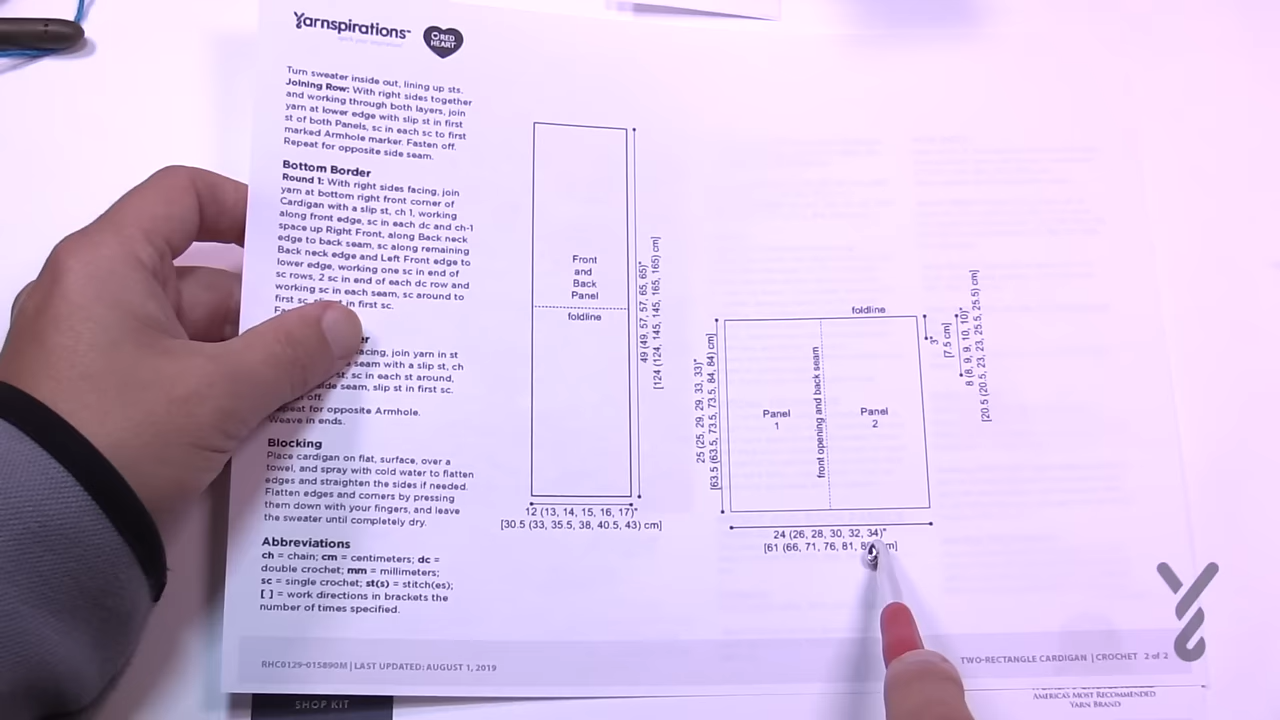 Yarnspirations™
RED
HEART
Turn sweater inside out, lining up sts.
Joining Row: With right sides together
and working through both layers, join
yarn at lower edge with slip st in first
st of both Panels, sc in each sc to first
marked Armhole marker. Fasten off.
Repeat for opposite side seam.
Bottom Border
Round 1: With right sides facing, join
yarn at bottom right front corner of
Cardigan with a slip st, ch 1, working
along front edge, sc in each dc and ch-1
space up Right Front, along Back neck
edge to back seam, sc along remaining
Back neck edge and Left Front edge to
lower edge, working one sc in end of
sc rows, 2 sc in end of each dc row and
working sc in each seam, sc around to
first sc, in first sc.
facing, join yarn in st
seam with a slip st, ch
st, sc in each st around,
side seam, slip st in first sc.
off.
Repeat for opposite Armhole.
Weave in ends.
Blocking
Place cardigan on flat, surface, over a
towel, and spray with cold water to flatten
edges and straighten the sides if needed.
Flatten edges and corners by pressing
them down with your fingers, and leave
the sweater until completely dry.
Abbreviations
ch = chain; cm = centimeters; dc =
double crochet; mm = millimeters;
sc = single crochet; st(s) = stitch(es);
[ ] = work directions in brackets the
number of times specified.
Front
and
Back
Panel
foldline
49 (49, 57, 57, 65, 65)"
[124 (124, 145, 145, 165, 165) cm]
12 (13, 14, 15, 16, 17)"
[30.5 (33, 35.5, 38, 40.5, 43) cm]
foldline
25 (25, 29, 29, 33, 33)"
[63.5 (63.5, 73.5, 73.5, 84, 84) cm]
Panel
1
front opening and back seam
Panel
2
3"
[7.5 cm]
8 (8, 9, 9, 10, 10)"
[20.5 (20.5, 23, 23, 25.5, 25.5) cm]
24 (26, 28, 30, 32, 34)"
[61 (66, 71, 76, 81, cm]
RHC0129-015890M | LAST UPDATED: AUGUST 1, 2019
TWO-RECTANGLE CARDIGAN | CROCHET 2 of 2
SHOP KIT
AMERICA'S MOST RECOMMENDED
YARN BRAND